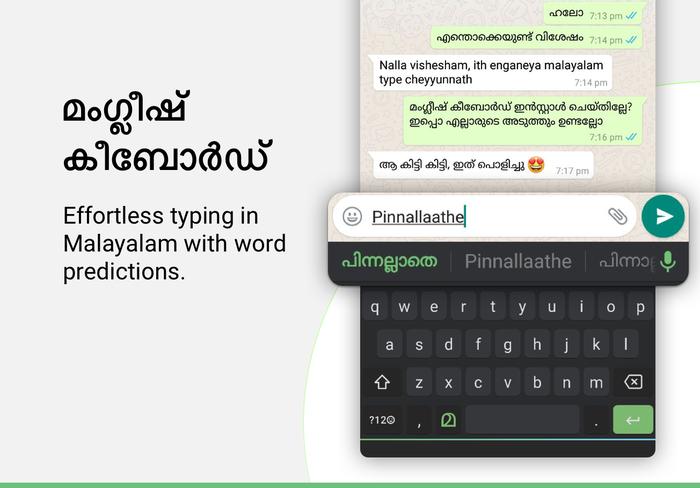 ഹലോ 7:13 pm
എന്തൊക്കെയുണ്ട് വിശേഷം 7:14 pm
Nalla vishesham, ith enganeya malayalam
type cheyyunnath
7:14 pm
മംഗ്ലീഷ് കീബോർഡ് ഇൻസ്റ്റാൾ ചെയ്തില്ലേ?
ഇപ്പൊ എല്ലാരുടെ അടുത്തും ഉണ്ടല്ലോ
7:16 pm
ആ കിട്ടി കിട്ടി, ഇത് പൊളിച്ചു 😍 7:17 pm
മംഗ്ലീഷ്
കീബോർഡ്
Effortless typing in
Malayalam with word
predictions.
Pinnallaathe
പിന്നല്ലാതെ Pinnallaathe
q w e r t y u i o p
a s d f g h j k l
z x c v b n m
?12☺ , മ .